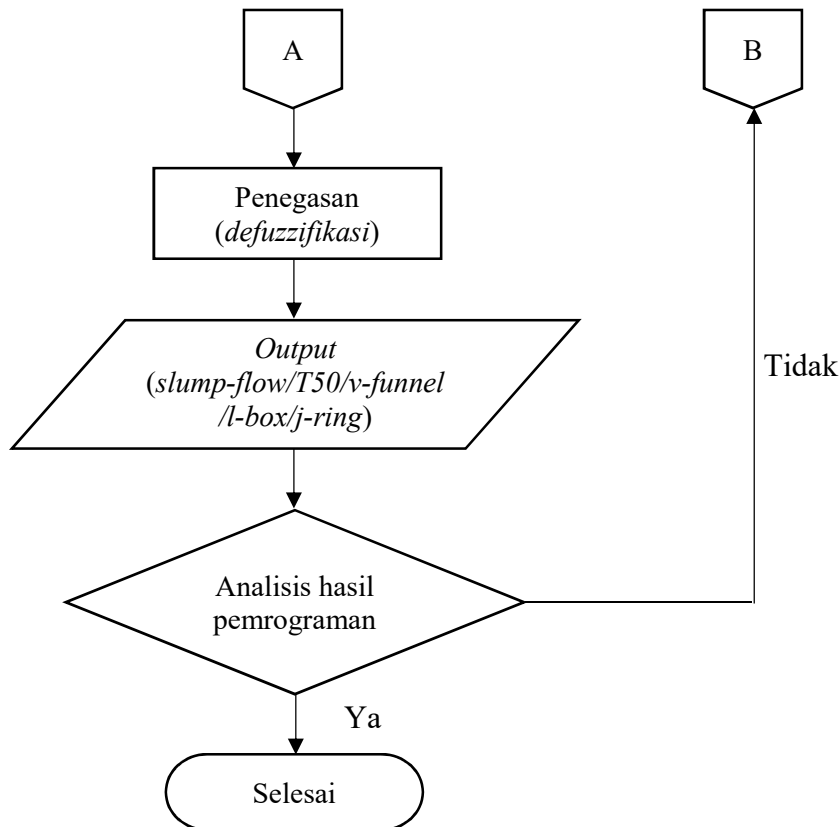 A
B
Penegasan
(defuzzifikasi)
Output
(slump-flow/T50/v-funnel
/l-box/j-ring)
Tidak
Analisis hasil
pemrograman
Ya
Selesai